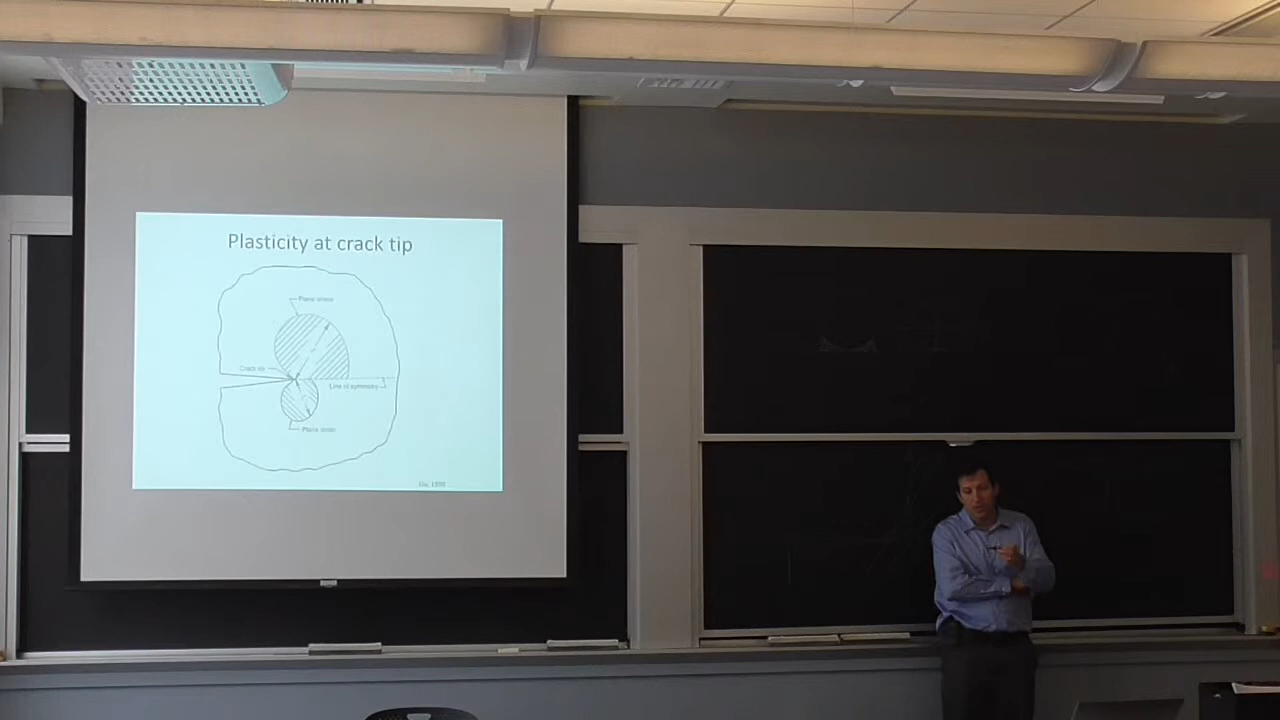 Plasticity at crack tip
Plane stress
Crack tip
Line of symmetry
Plane strain